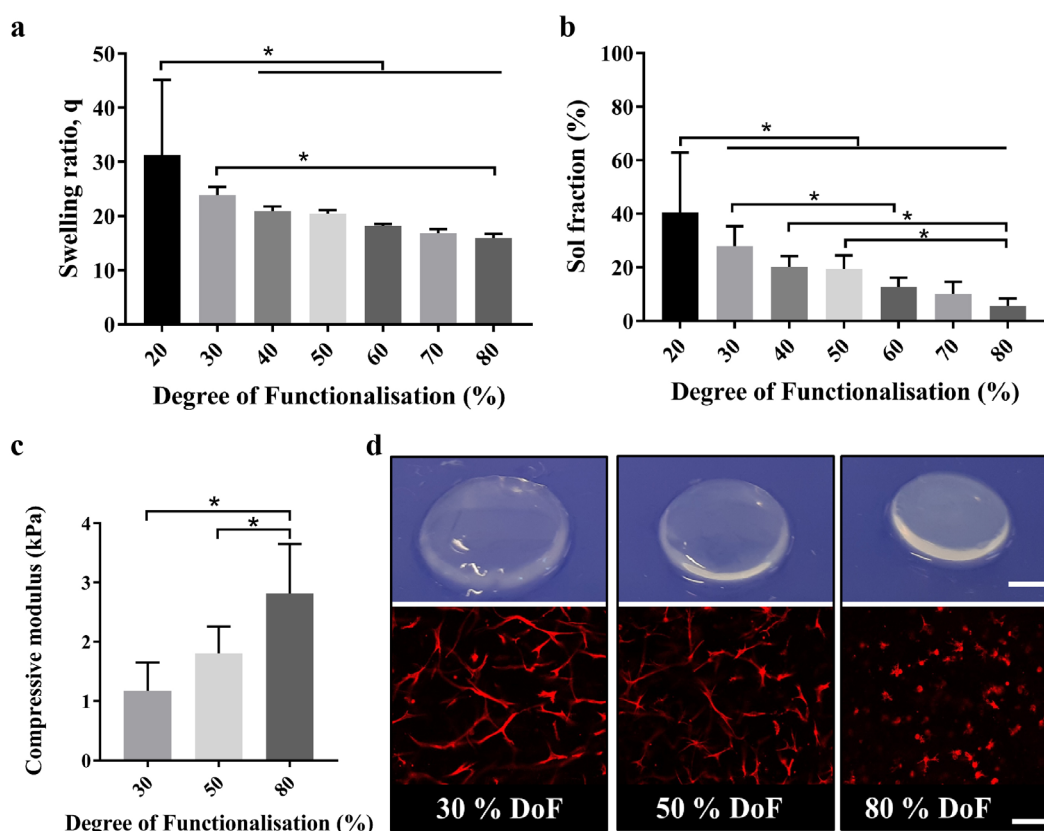 a
50
40
30
20
10
0
Swelling ratio, q
*
*
20 30 40 50 60 70 80
Degree of Functionalisation (%)
b
100
80
60
40
20
0
Sol fraction (%)
*
*
*
*
20 30 40 50 60 70 80
Degree of Functionalisation (%)
c
4
3
2
1
0
Compressive modulus (kPa)
*
*
30 50 80
Degree of Functionalisation (%)
d
30 % DoF 50 % DoF 80 % DoF